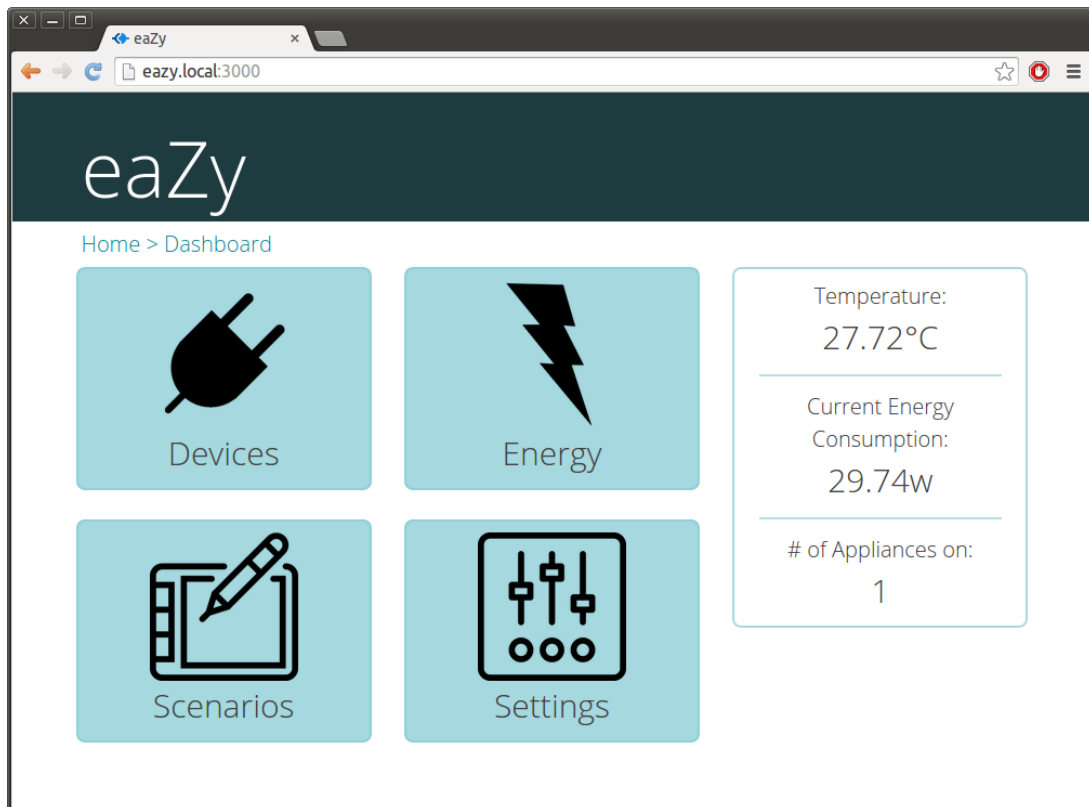 eaZy
eazy.local:3000
eaZy
Home > Dashboard
Devices
Energy
Scenarios
Settings
Temperature:
27.72°C
Current Energy
Consumption:
29.74w
# of Appliances on:
1